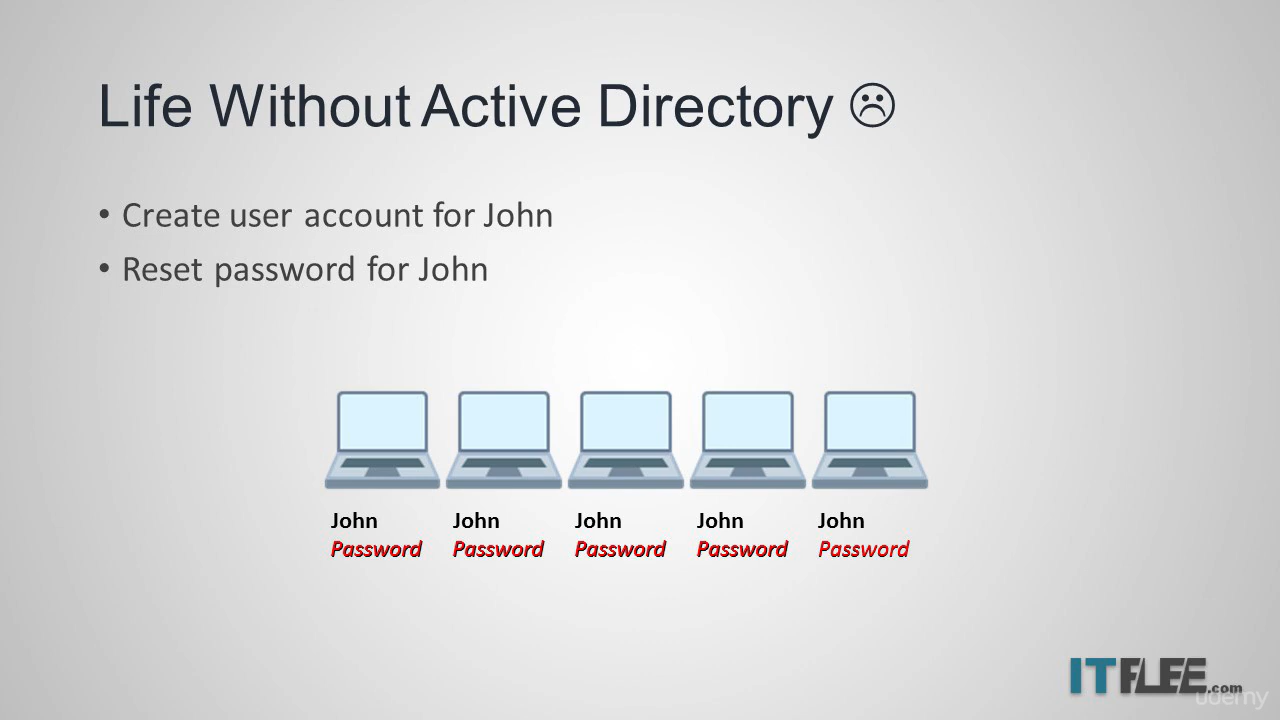 Life Without Active Directory ☹
• Create user account for John
• Reset password for John
John John John John John
Password Password Password Password Password
ITFLEE.com
udemy